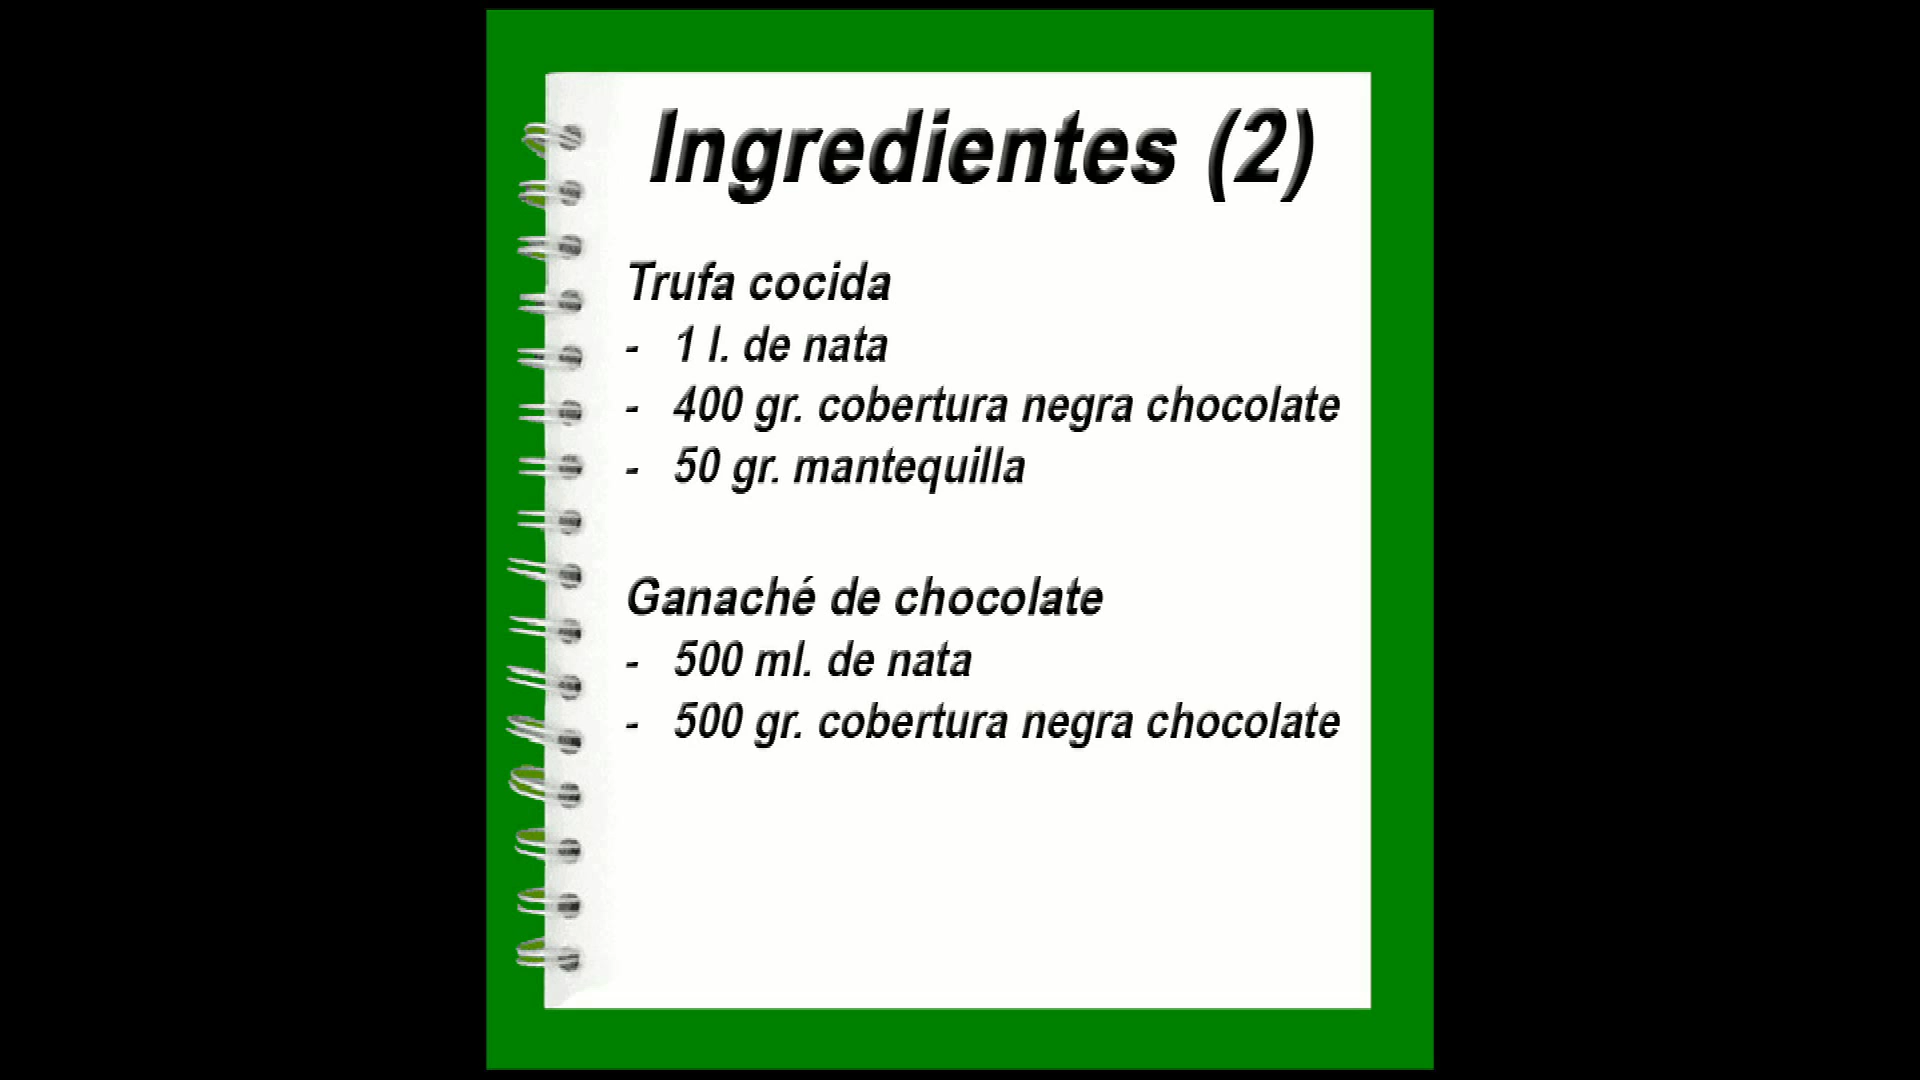 Ingredientes (2)
Trufa cocida
- 1 l. de nata
- 400 gr. cobertura negra chocolate
- 50 gr. mantequilla
Ganaché de chocolate
- 500 ml. de nata
- 500 gr. cobertura negra chocolate